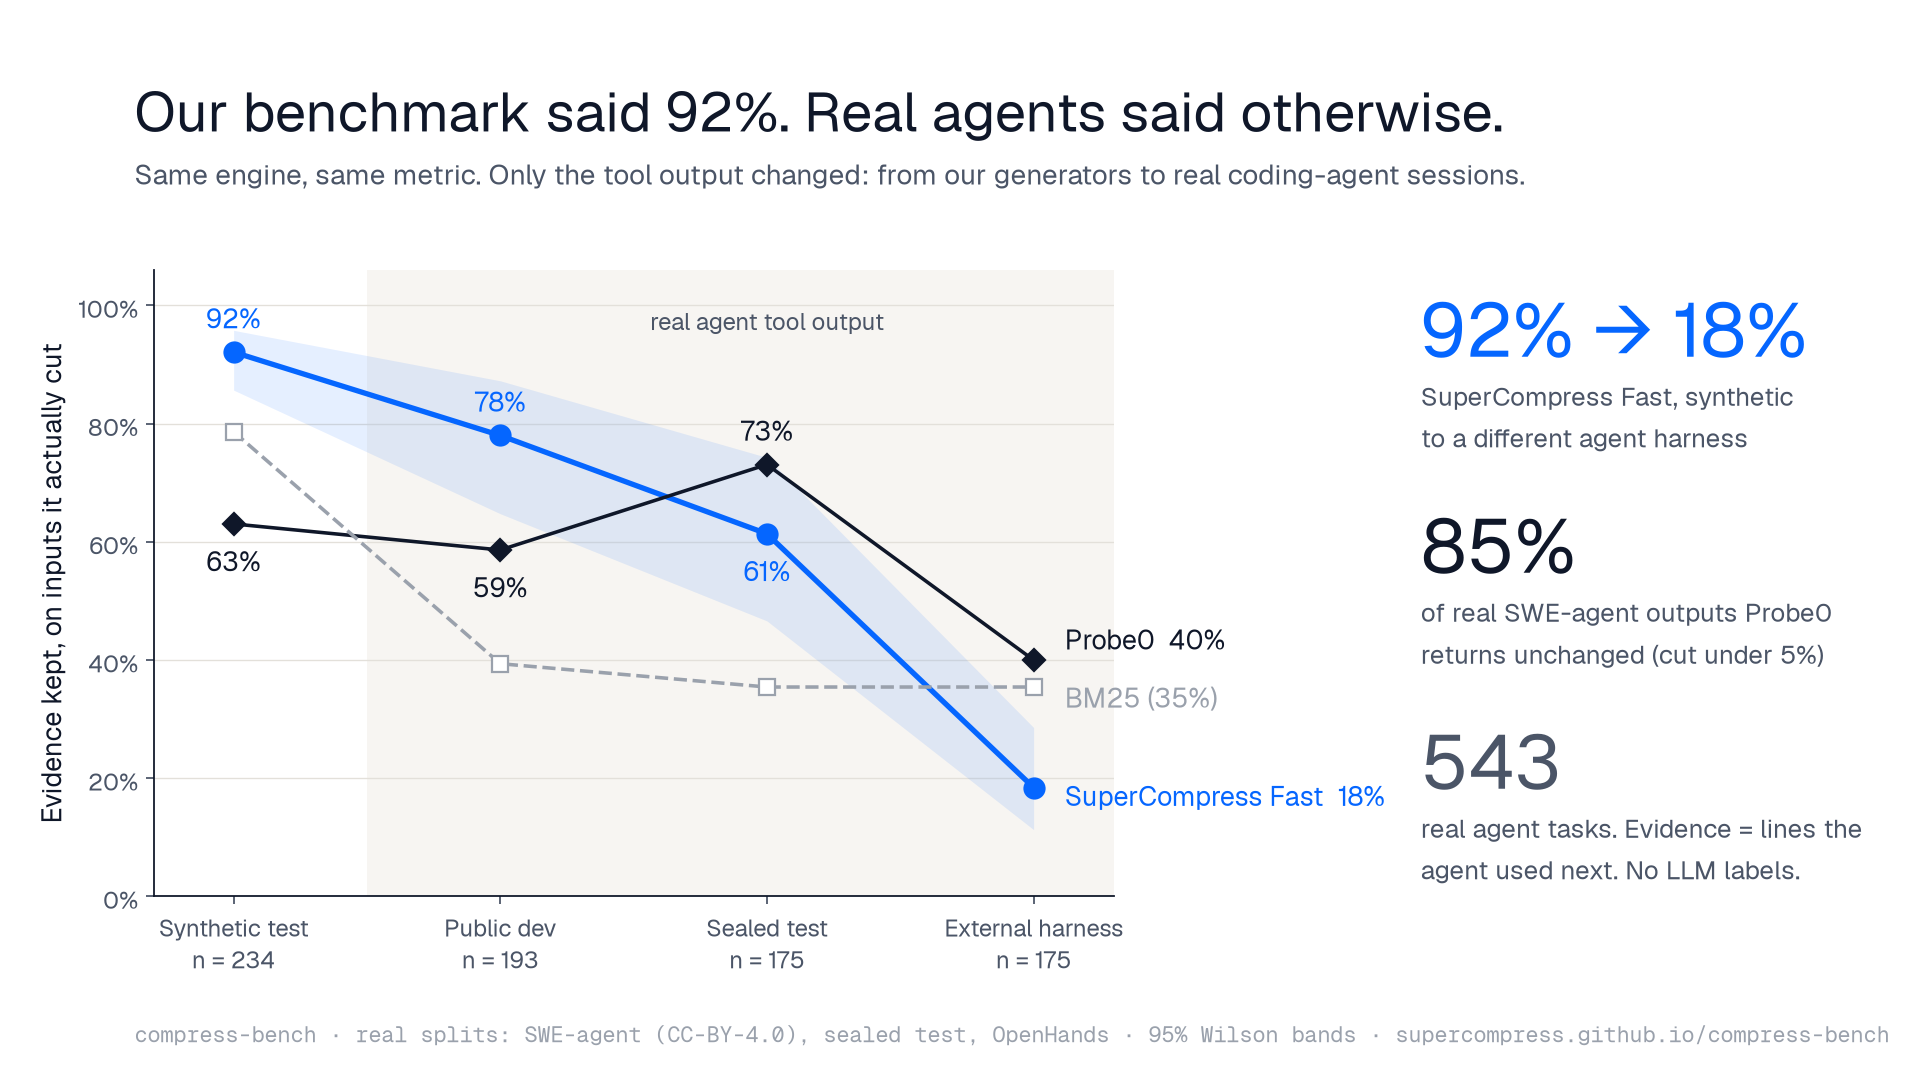 Our benchmark said 92%. Real agents said otherwise.
Same engine, same metric. Only the tool output changed: from our generators to real coding-agent sessions.
Evidence kept, on inputs it actually cut
100%
80%
60%
40%
20%
0%
real agent tool output
92%
78%
73%
63%
59%
61%
Probe0 40%
BM25 (35%)
SuperCompress Fast 18%
Synthetic test
n = 234
Public dev
n = 193
Sealed test
n = 175
External harness
n = 175
92% → 18%
SuperCompress Fast, synthetic
to a different agent harness
85%
of real SWE-agent outputs Probe0
returns unchanged (cut under 5%)
543
real agent tasks. Evidence = lines the
agent used next. No LLM labels.
compress-bench · real splits: SWE-agent (CC-BY-4.0), sealed test, OpenHands · 95% Wilson bands · supercompress.github.io/compress-bench